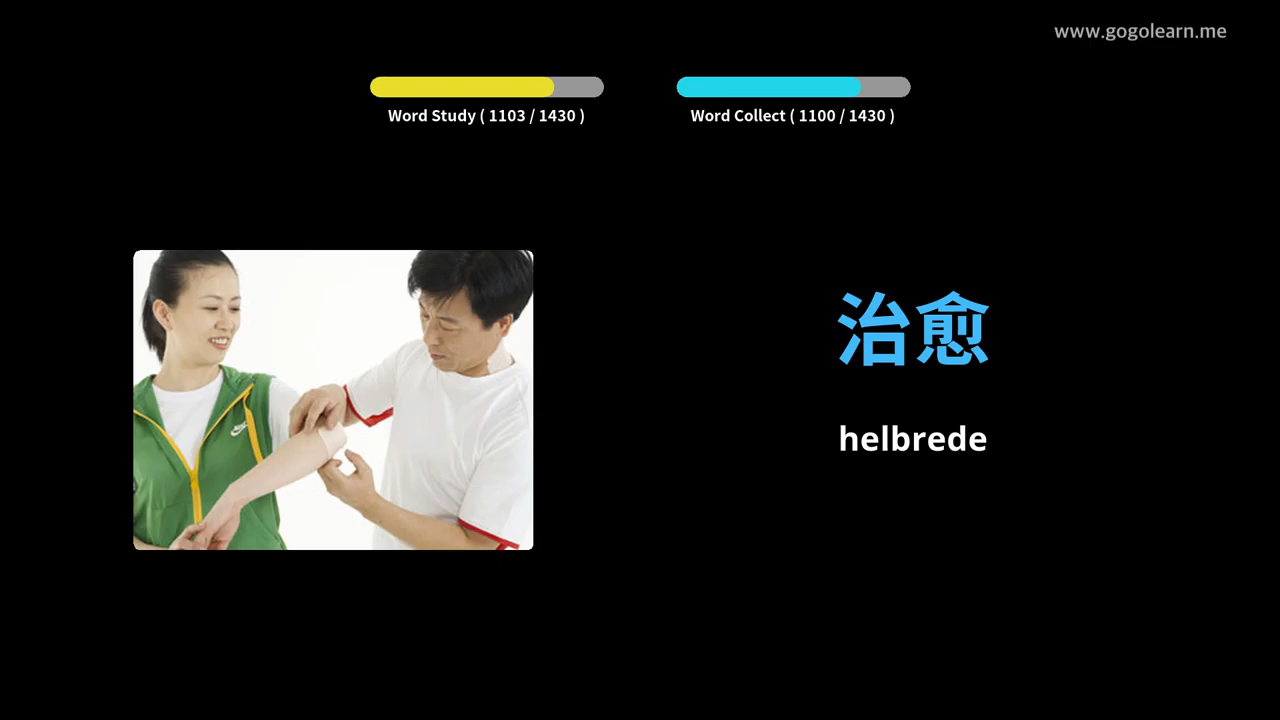 www.gogolearn.me
Word Study ( 1103 / 1430 )
Word Collect ( 1100 / 1430 )
治愈
helbrede